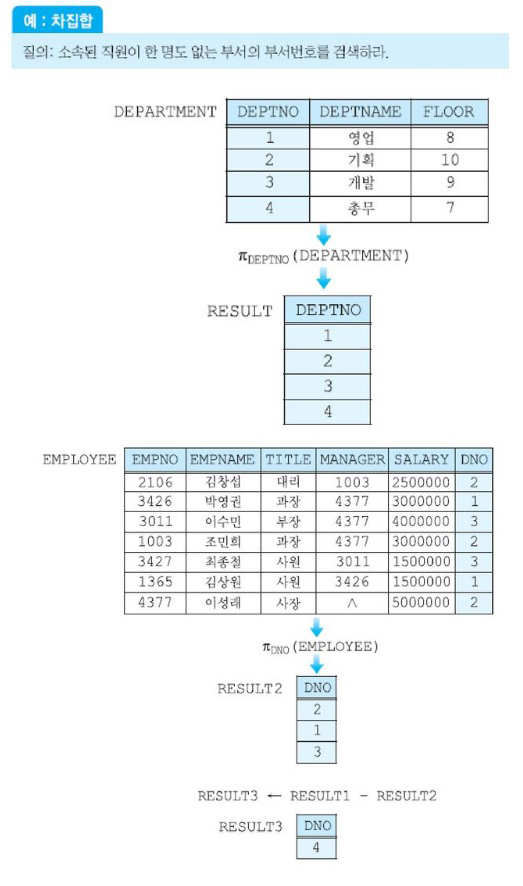 예 : 차집합
질의: 소속된 직원이 한 명도 없는 부서의 부서번호를 검색하라.
DEPARTMENT DEPTNO DEPTNAME FLOOR
1 영업 8
2 기획 10
3 개발 9
4 총무 7
πDEPTNO(DEPARTMENT)
RESULT DEPTNO
1
2
3
4
EMPLOYEE EMPNO EMPNAME TITLE MANAGER SALARY DNO
2106 김창섭 대리 1003 2500000 2
3426 박영권 과장 4377 3000000 1
3011 이수민 부장 4377 4000000 3
1003 조민희 과장 4377 3000000 2
3427 최종철 사원 3011 1500000 3
1365 김상원 사원 3426 1500000 1
4377 이성래 사장 ∧ 5000000 2
πDNO(EMPLOYEE)
RESULT2 DNO
2
1
3
RESULT3 ← RESULT1 - RESULT2
RESULT3 DNO
4